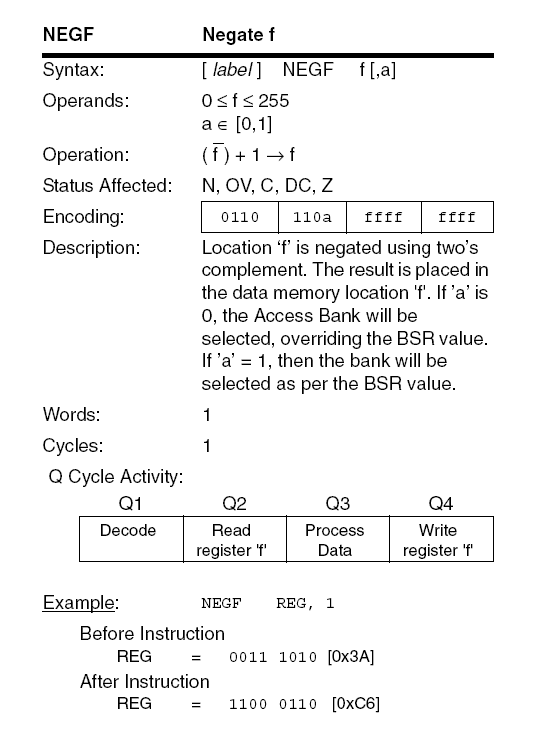 NEGF Negate f
Syntax: [ label ] NEGF f [,a]
Operands: 0 ≤ f ≤ 255
a ∈ [0,1]
Operation: ( f̅ ) + 1 → f
Status Affected: N, OV, C, DC, Z
Encoding: 0110 110a ffff ffff
Description: Location ‘f’ is negated using two’s
complement. The result is placed in
the data memory location 'f'. If ’a’ is
0, the Access Bank will be
selected, overriding the BSR value.
If ’a’ = 1, then the bank will be
selected as per the BSR value.
Words: 1
Cycles: 1
Q Cycle Activity:
Q1 Q2 Q3 Q4
Decode Read Process Write
register 'f' Data register 'f'
Example: NEGF REG, 1
Before Instruction
REG = 0011 1010 [0x3A]
After Instruction
REG = 1100 0110 [0xC6]